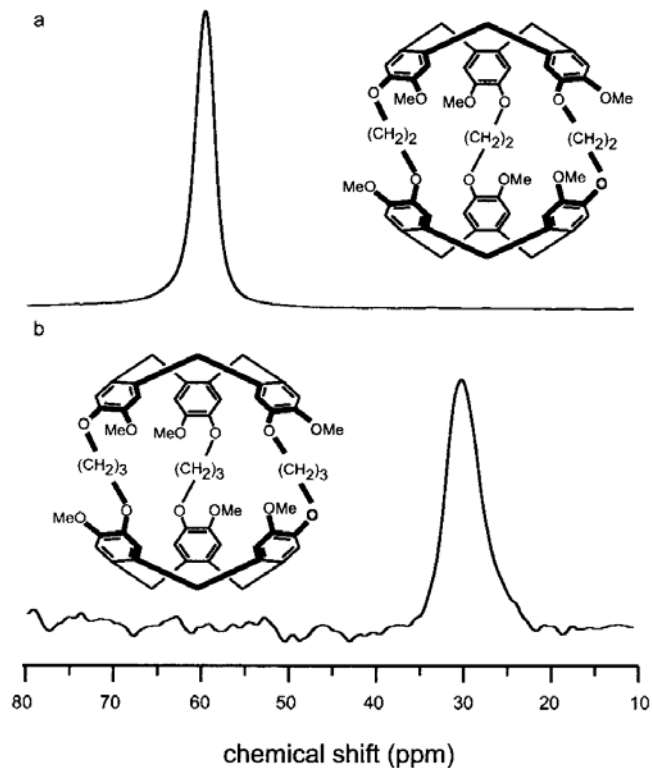 a
O MeO MeO O O OMe
(CH₂)₂ (CH₂)₂ (CH₂)₂
MeO O O OMe OMe O
b
O MeO MeO O O OMe
(CH₂)₃ (CH₂)₃ (CH₂)₃
MeO O O OMe OMe O
80 70 60 50 40 30 20 10
chemical shift (ppm)